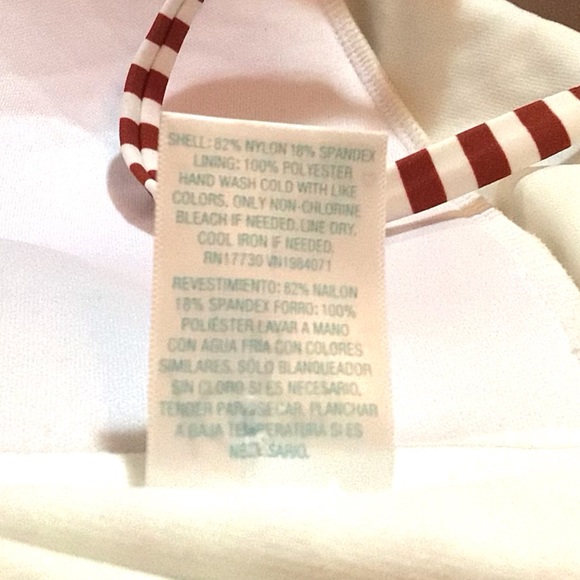 SHELL: 82% NYLON 18% SPANDEX
LINING: 100% POLYESTER
HAND WASH COLD WITH LIKE
COLORS. ONLY NON-CHLORINE
BLEACH IF NEEDED. LINE DRY.
COOL IRON IF NEEDED.
RN17730 VN1984071
REVESTIMIENTO: 82% NAILON
18% SPANDEX FORRO: 100%
POLIÉSTER LAVAR A MANO
CON AGUA FRIA CON COLORES
SIMILARES. SÓLO BLANQUEADOR
SIN CLORO SI ES NECESARIO.
TENDER PARA SECAR. PLANCHAR
A BAJA TEMPERATURA SI ES
NECESARIO.